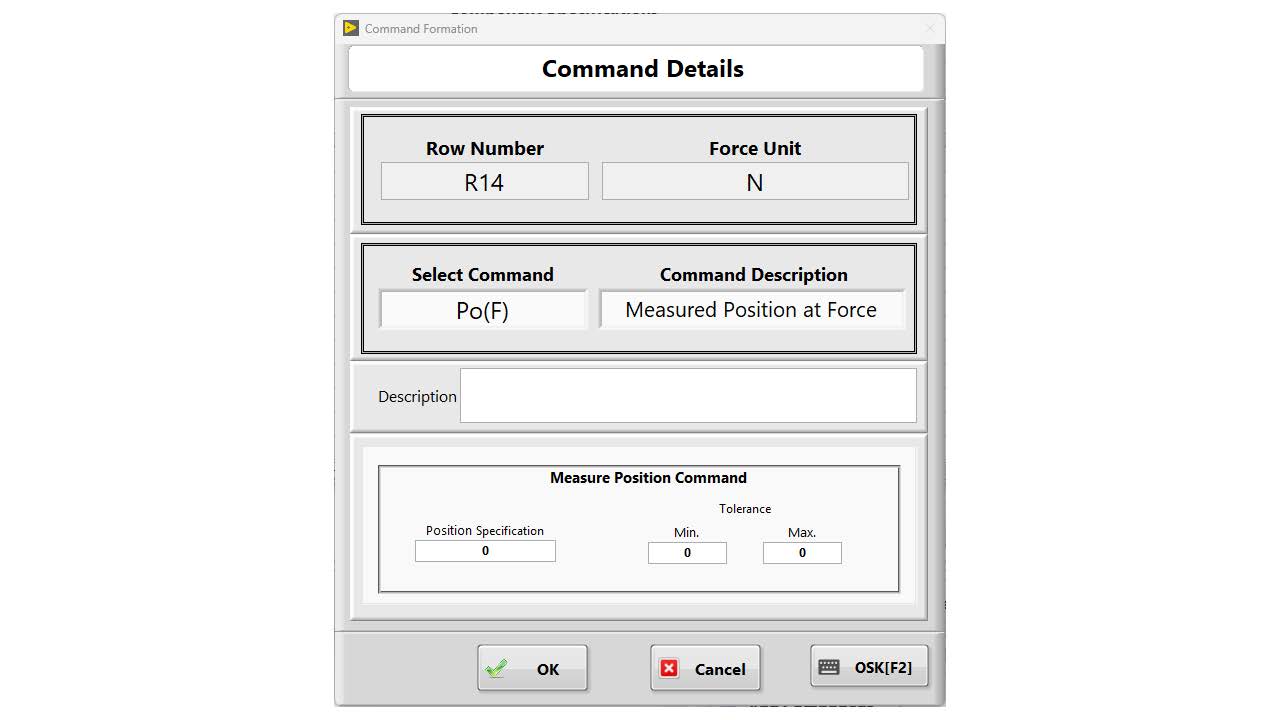 Command Formation
Command Details
Row Number
Force Unit
R14
N
Select Command
Command Description
Po(F)
Measured Position at Force
Description
Measure Position Command
Tolerance
Position Specification
Min.
Max.
0
0
0
OK
Cancel
OSK[F2]